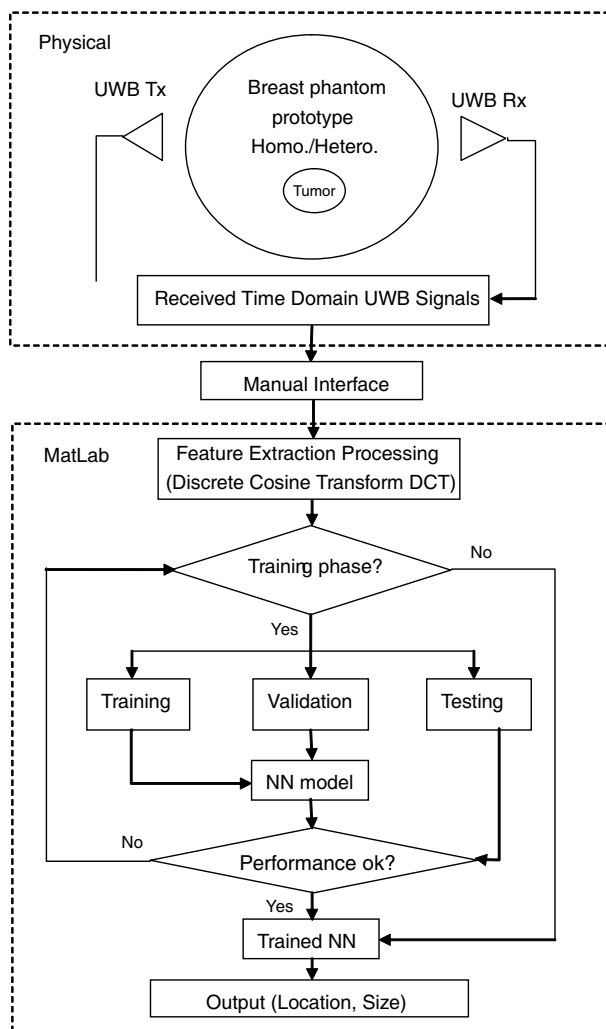 Physical
UWB Tx
Breast phantom
prototype
Homo./Hetero.
UWB Rx
Tumor
Received Time Domain UWB Signals
Manual Interface
MatLab
Feature Extraction Processing
(Discrete Cosine Transform DCT)
Training phase?
No
Yes
Training
Validation
Testing
NN model
No
Performance ok?
Yes
Trained NN
Output (Location, Size)